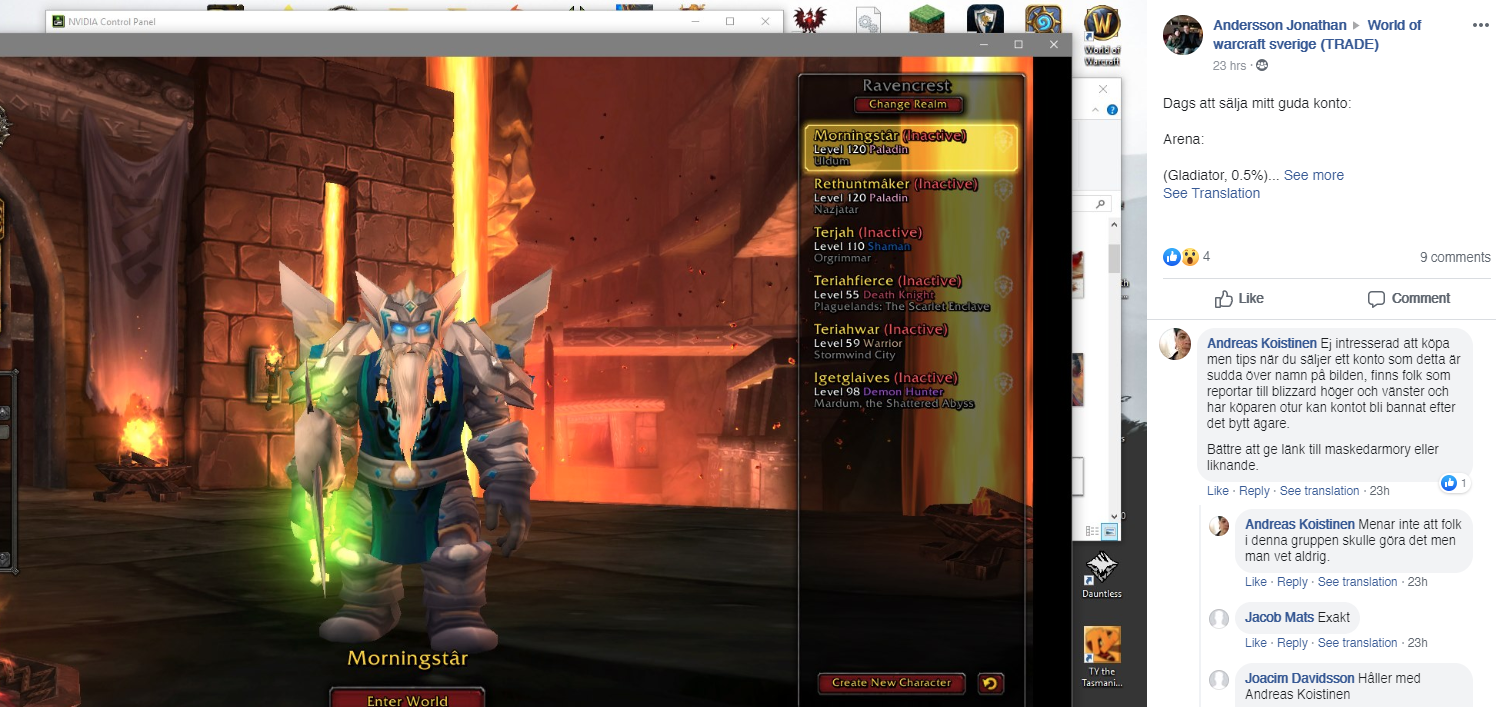 NVIDIA Control Panel
World of
Warcraft
Ravencrest
Change Realm
Morningstâr (Inactive)
Level 120 Paladin
Uldum
Rethuntmâker (Inactive)
Level 120 Paladin
Nazjatar
Terjah (Inactive)
Level 110 Shaman
Orgrimmar
Teriahfierce (Inactive)
Level 55 Death Knight
Plaguelands: The Scarlet Enclave
Teriahwar (Inactive)
Level 59 Warrior
Stormwind City
Igetglaives (Inactive)
Level 98 Demon Hunter
Mardum, the Shattered Abyss
Create New Character
Morningstâr
Enter World
Dauntless
TY the
Tasmani...
Andersson Jonathan ▸ World of
warcraft sverige (TRADE)
23 hrs ·
Dags att sälja mitt guda konto:
Arena:
(Gladiator, 0.5%)... See more
See Translation
4
9 comments
Like
Comment
Andreas Koistinen Ej intresserad att köpa
men tips när du säljer ett konto som detta är
sudda över namn på bilden, finns folk som
reportar till blizzard höger och vänster och
har köparen otur kan kontot bli bannat efter
det bytt ägare.
Bättre att ge länk till maskedarmory eller
liknande.
1
Like · Reply · See translation · 23h
Andreas Koistinen Menar inte att folk
i denna gruppen skulle göra det men
man vet aldrig.
Like · Reply · See translation · 23h
Jacob Mats Exakt
Like · Reply · See translation · 23h
Joacim Davidsson Håller med
Andreas Koistinen